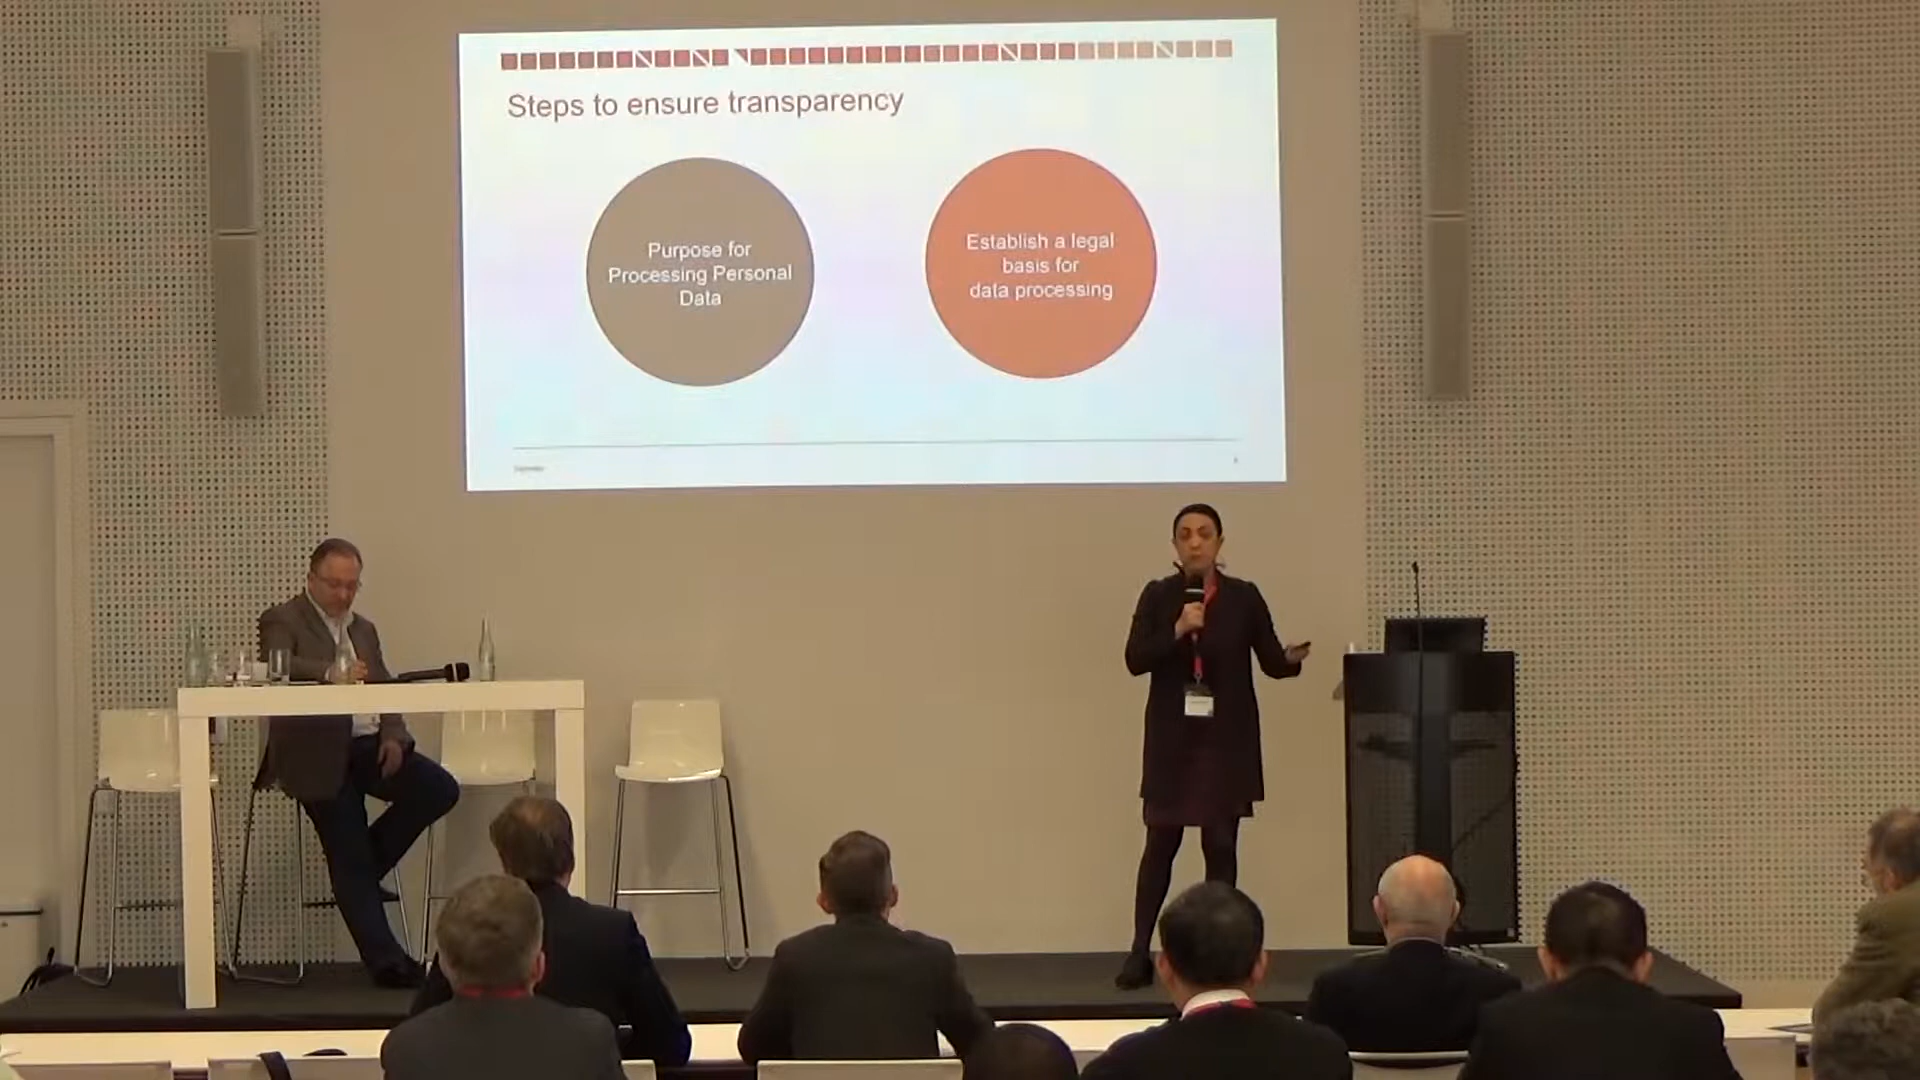 Steps to ensure transparency
Purpose for
Processing Personal
Data
Establish a legal
basis for
data processing